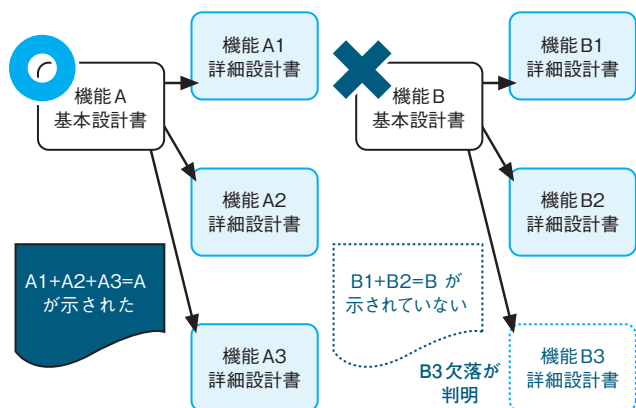 機能A
基本設計書
機能A1
詳細設計書
機能A2
詳細設計書
機能A3
詳細設計書
A1+A2+A3=A
が示された
機能B
基本設計書
機能B1
詳細設計書
機能B2
詳細設計書
機能B3
詳細設計書
B1+B2=B が
示されていない
B3欠落が
判明